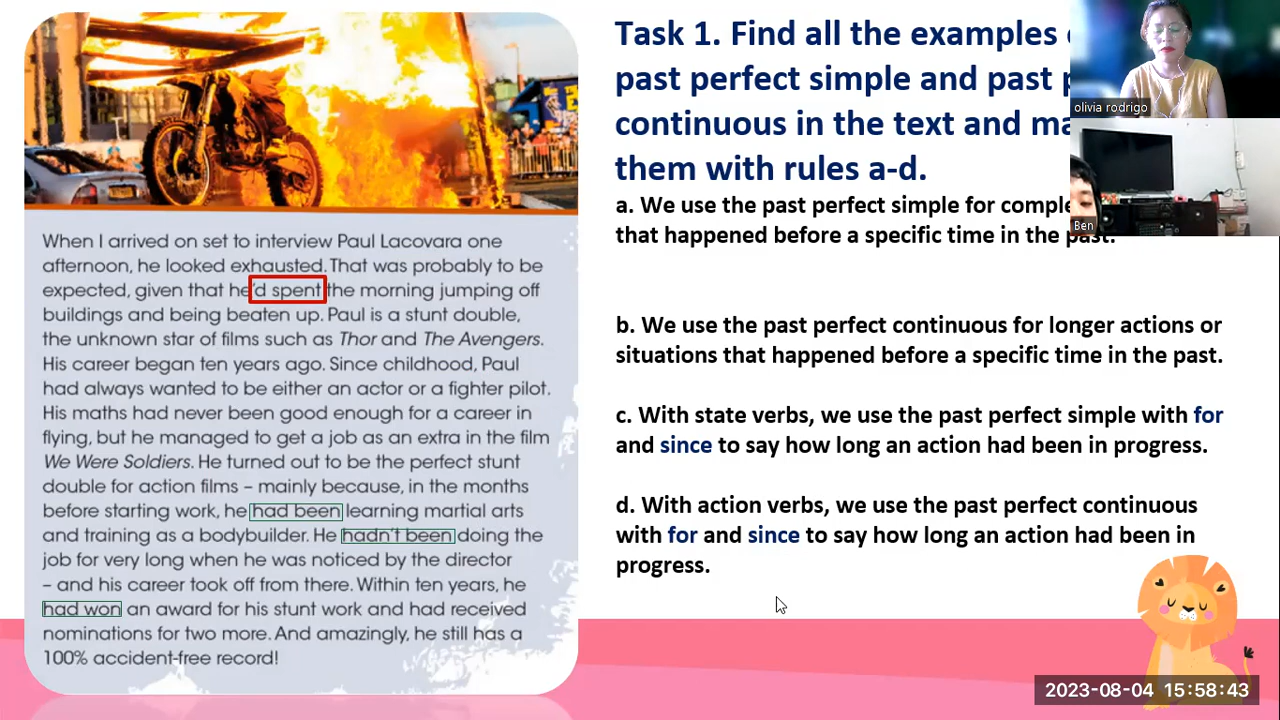 When I arrived on set to interview Paul Lacovara one
afternoon, he looked exhausted. That was probably to be
expected, given that he'd spent the morning jumping off
buildings and being beaten up. Paul is a stunt double,
the unknown star of films such as Thor and The Avengers.
His career began ten years ago. Since childhood, Paul
had always wanted to be either an actor or a fighter pilot.
His maths had never been good enough for a career in
flying, but he managed to get a job as an extra in the film
We Were Soldiers. He turned out to be the perfect stunt
double for action films – mainly because, in the months
before starting work, he had been learning martial arts
and training as a bodybuilder. He hadn't been doing the
job for very long when he was noticed by the director
– and his career took off from there. Within ten years, he
had won an award for his stunt work and had received
nominations for two more. And amazingly, he still has a
100% accident-free record!
Task 1. Find all the examples
past perfect simple and past
continuous in the text and
them with rules a-d.
a. We use the past perfect simple for
that happened before a specific time in the past.
b. We use the past perfect continuous for longer actions or
situations that happened before a specific time in the past.
c. With state verbs, we use the past perfect simple with for
and since to say how long an action had been in progress.
d. With action verbs, we use the past perfect continuous
with for and since to say how long an action had been in
progress.
olivia rodrigo
Ben
2023-08-04 15:58:43